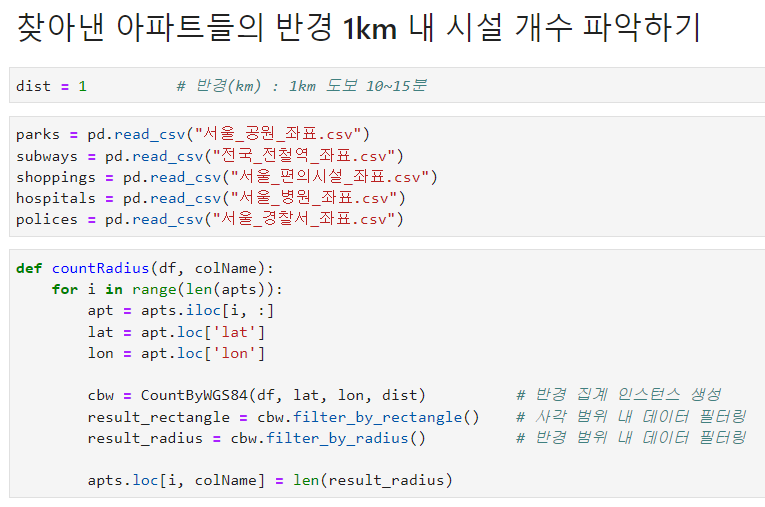 찾아낸 아파트들의 반경 1km 내 시설 개수 파악하기
dist = 1          # 반경(km) : 1km 도보 10~15분
parks = pd.read_csv("서울_공원_좌표.csv")
subways = pd.read_csv("전국_전철역_좌표.csv")
shoppings = pd.read_csv("서울_편의시설_좌표.csv")
hospitals = pd.read_csv("서울_병원_좌표.csv")
polices = pd.read_csv("서울_경찰서_좌표.csv")
def countRadius(df, colName):
    for i in range(len(apts)):
        apt = apts.iloc[i, :]
        lat = apt.loc['lat']
        lon = apt.loc['lon']
        cbw = CountByWGS84(df, lat, lon, dist)          # 반경 집계 인스턴스 생성
        result_rectangle = cbw.filter_by_rectangle()    # 사각 범위 내 데이터 필터링
        result_radius = cbw.filter_by_radius()          # 반경 범위 내 데이터 필터링
        apts.loc[i, colName] = len(result_radius)